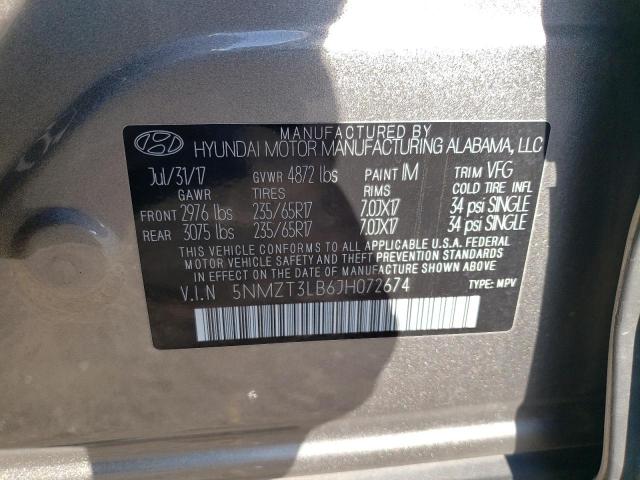 MANUFACTURED BY
HYUNDAI MOTOR MANUFACTURING ALABAMA, LLC
Jul/31/17 GVWR 4872 lbs PAINT IM TRIM VFG
GAWR TIRES RIMS COLD TIRE INFL
FRONT 2976 lbs 235/65R17 7.0JX17 34 psi SINGLE
REAR 3075 lbs 235/65R17 7.0JX17 34 psi SINGLE
THIS VEHICLE CONFORMS TO ALL APPLICABLE U.S.A. FEDERAL
MOTOR VEHICLE SAFETY AND THEFT PREVENTION STANDARDS
IN EFFECT ON THE DATE OF MANUFACTURE SHOWN ABOVE.
V.I.N 5NMZT3LB6JH072674 TYPE: MPV